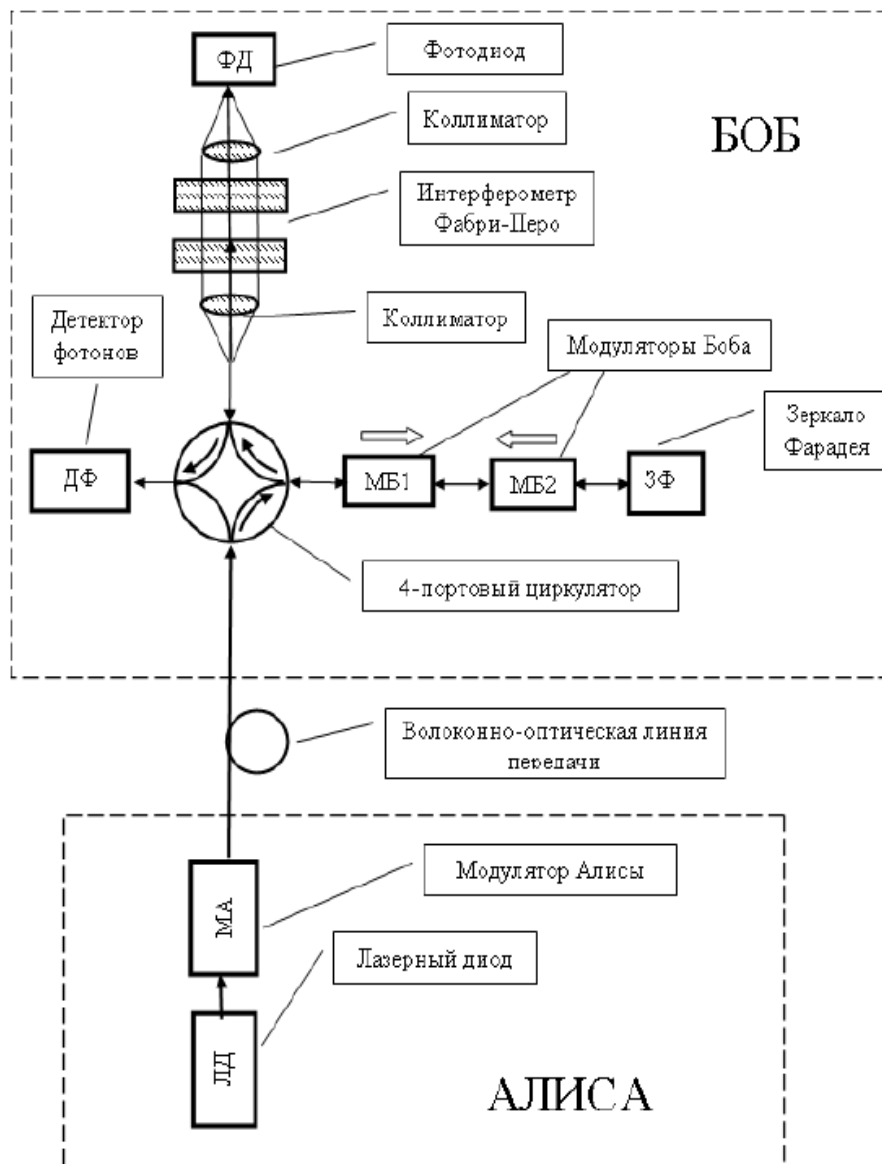 ФД
Фотодиод
БОБ
Коллиматор
Интерферометр
Фабри-Перо
Коллиматор
Детектор
фотонов
Модуляторы Боба
Зеркало
Фарадея
ДФ
МБ1
МБ2
ЗФ
4-портовый циркулятор
Волоконно-оптическая линия
передачи
МА
Модулятор Алисы
Лазерный диод
ЛД
АЛИСА